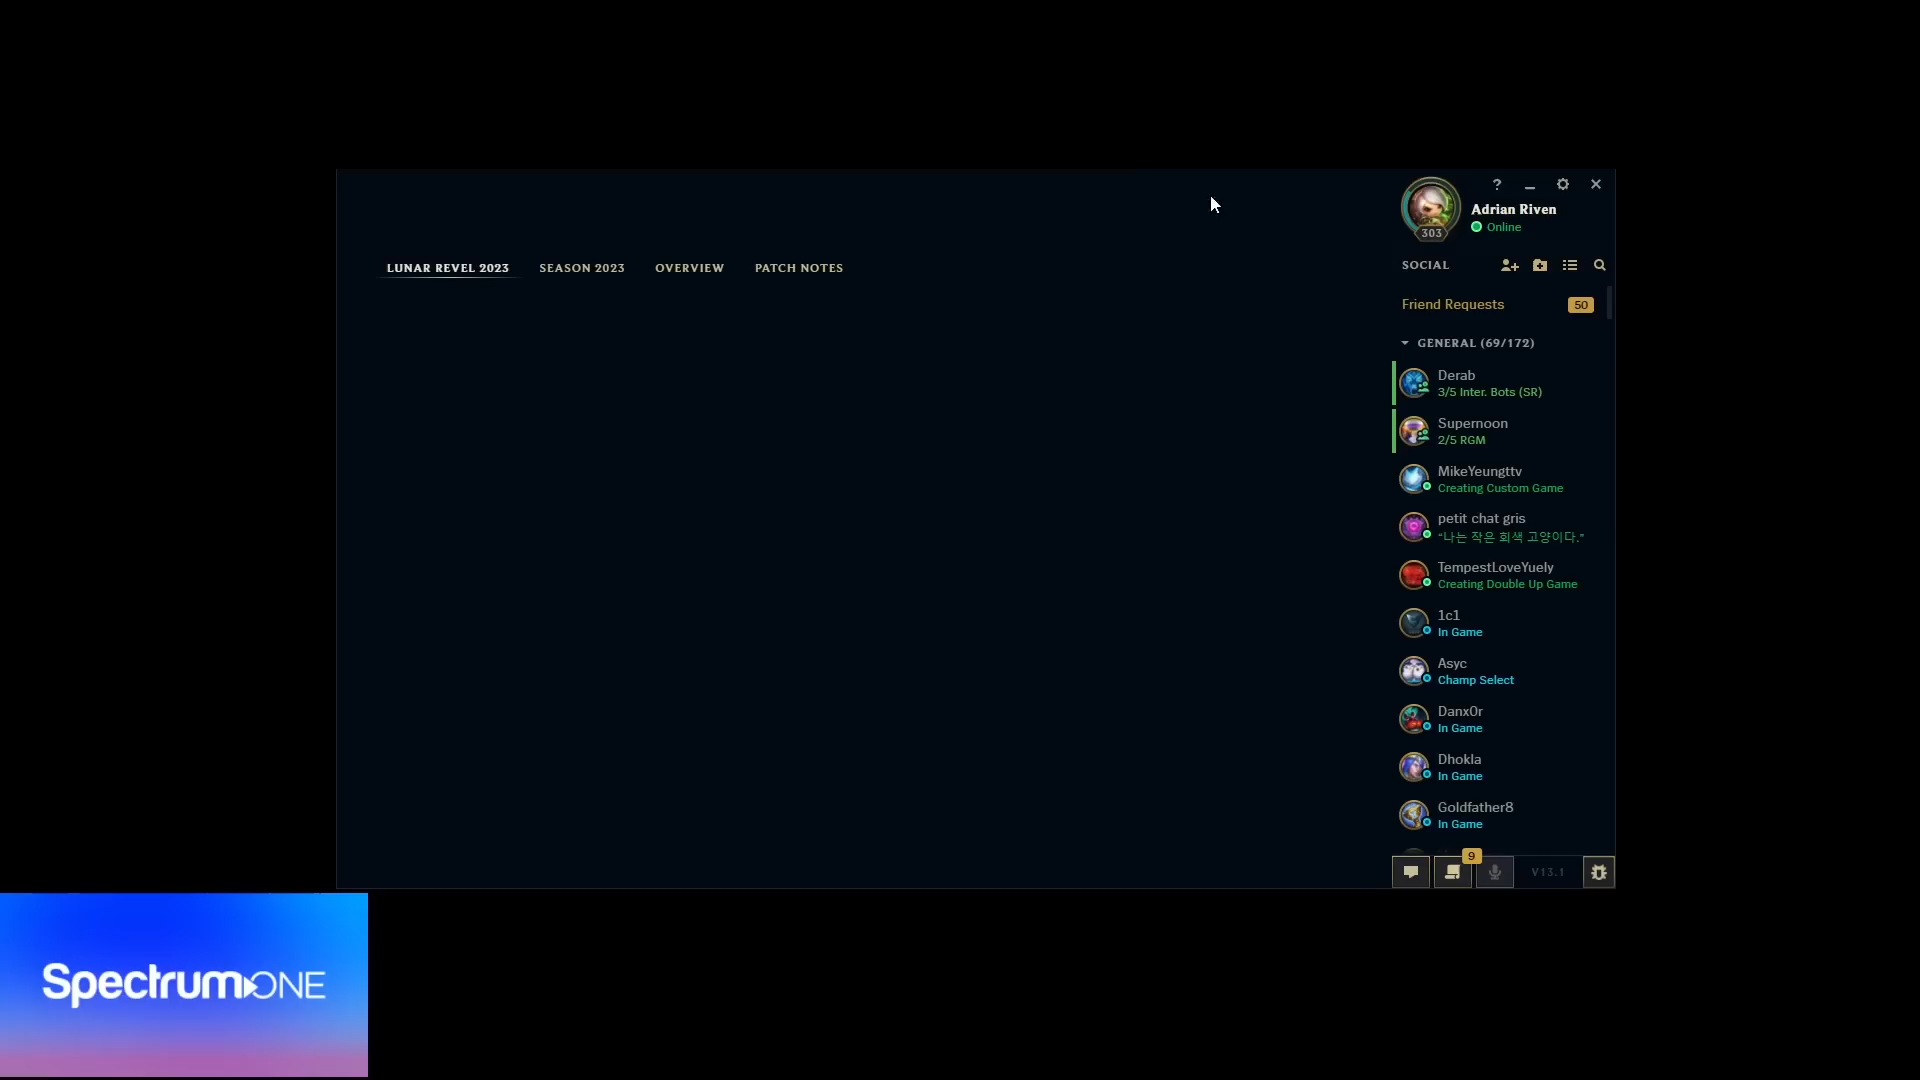 ?
Adrian Riven
303
Online
LUNAR REVEL 2023
SEASON 2023
OVERVIEW
PATCH NOTES
SOCIAL
Friend Requests
50
GENERAL (69/172)
Derab
3/5 Inter. Bots (SR)
Supernoon
2/5 RGM
MikeYeungttv
Creating Custom Game
petit chat gris
“나는 작은 회색 고양이다.”
TempestLoveYuely
Creating Double Up Game
1c1
In Game
Asyc
Champ Select
Danx0r
In Game
Dhokla
In Game
Goldfather8
In Game
9
V13.1
Spectrum ONE